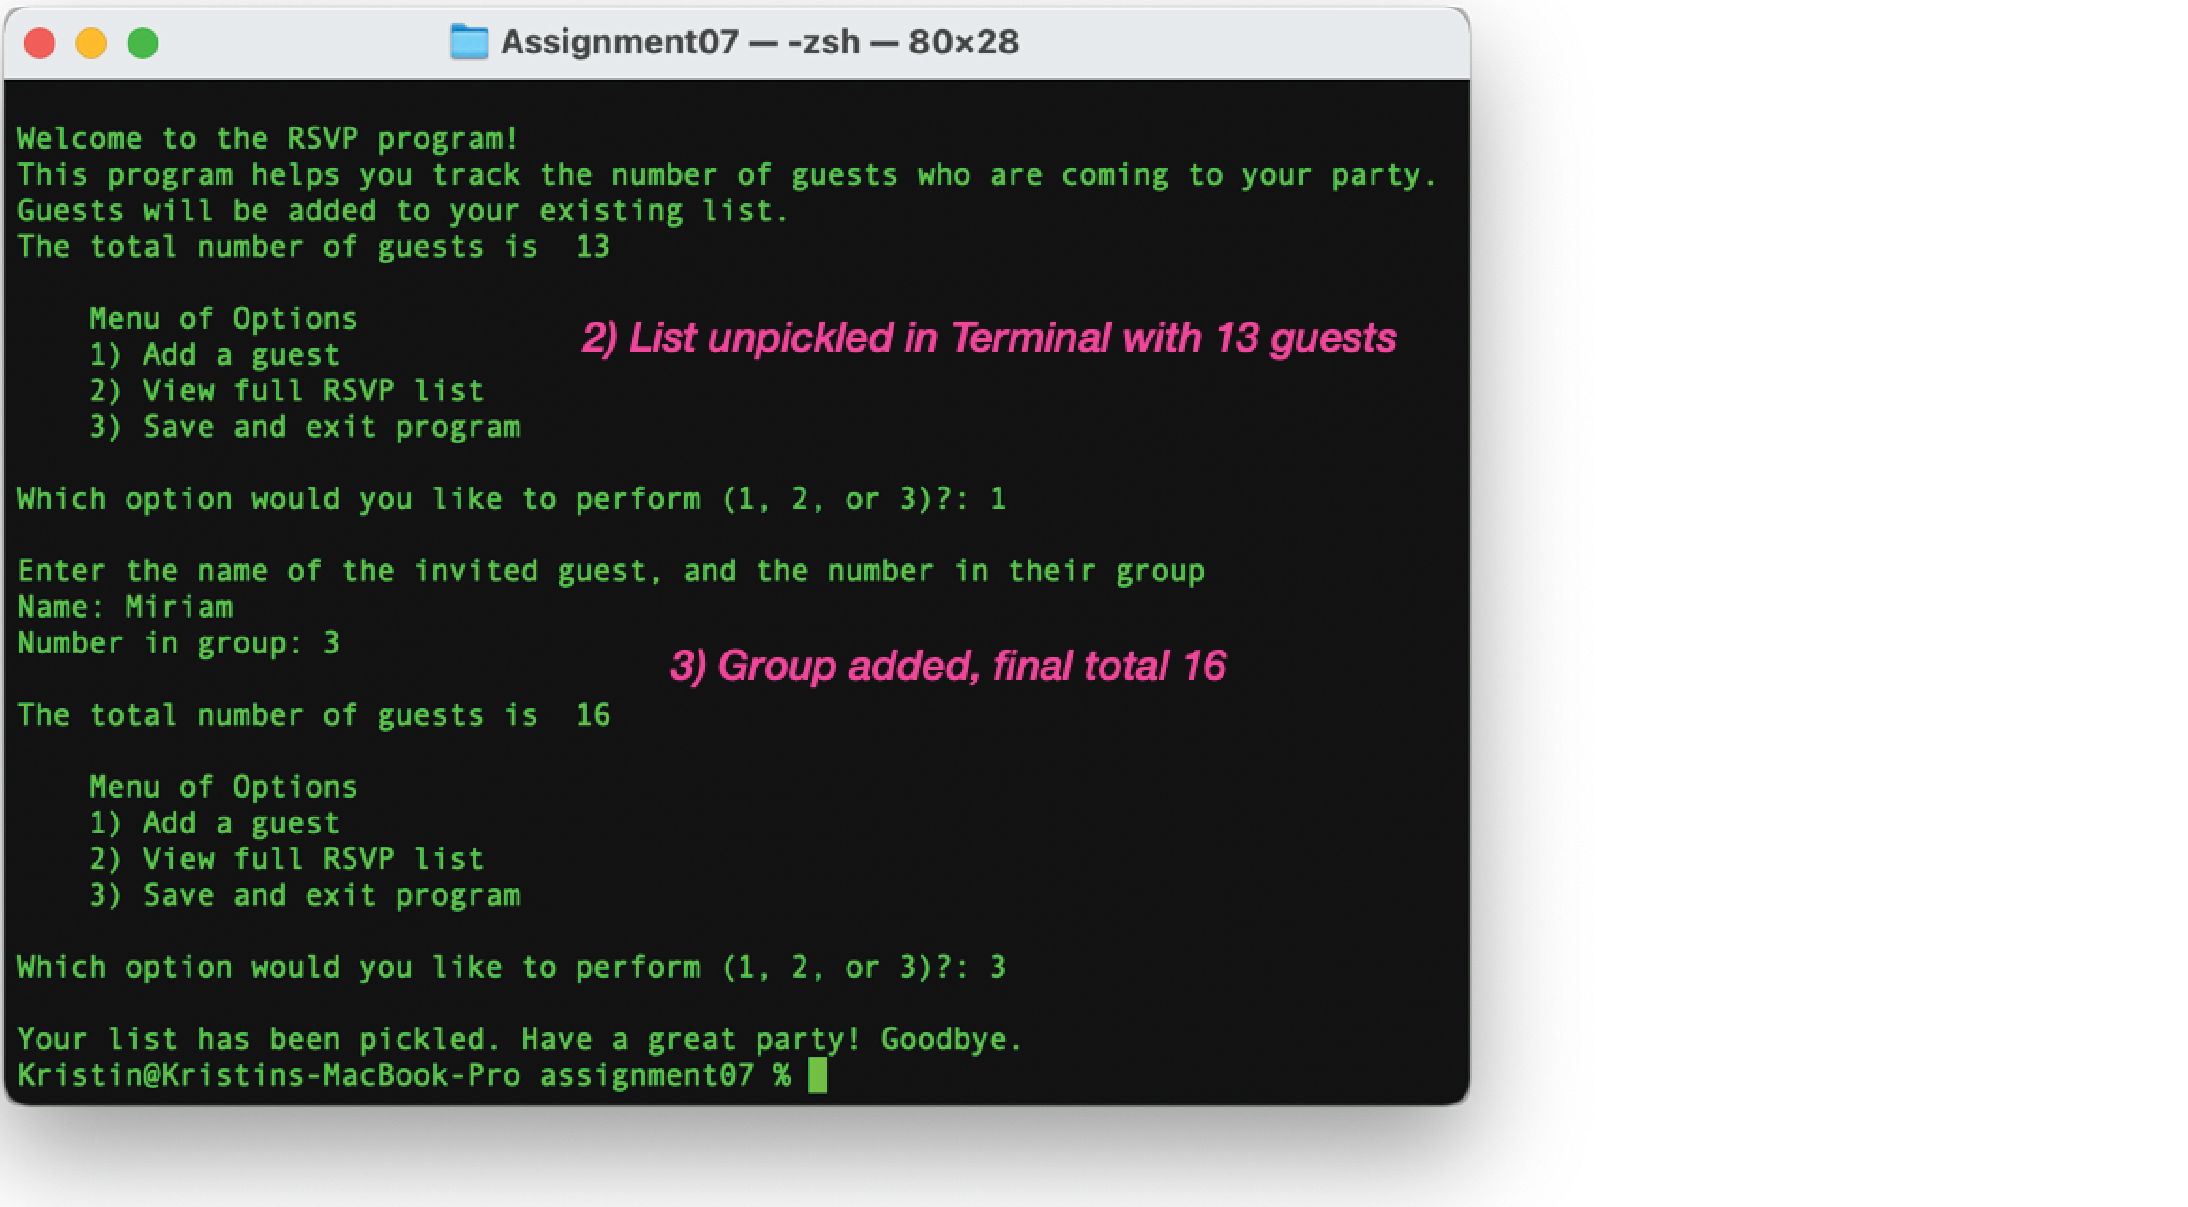 Assignment07 — -zsh — 80×28
Welcome to the RSVP program!
This program helps you track the number of guests who are coming to your party.
Guests will be added to your existing list.
The total number of guests is  13
Menu of Options
2) List unpickled in Terminal with 13 guests
1) Add a guest
2) View full RSVP list
3) Save and exit program
Which option would you like to perform (1, 2, or 3)?: 1
Enter the name of the invited guest, and the number in their group
Name: Miriam
Number in group: 3
3) Group added, final total 16
The total number of guests is  16
Menu of Options
1) Add a guest
2) View full RSVP list
3) Save and exit program
Which option would you like to perform (1, 2, or 3)?: 3
Your list has been pickled. Have a great party! Goodbye.
Kristin@Kristins-MacBook-Pro assignment07 %